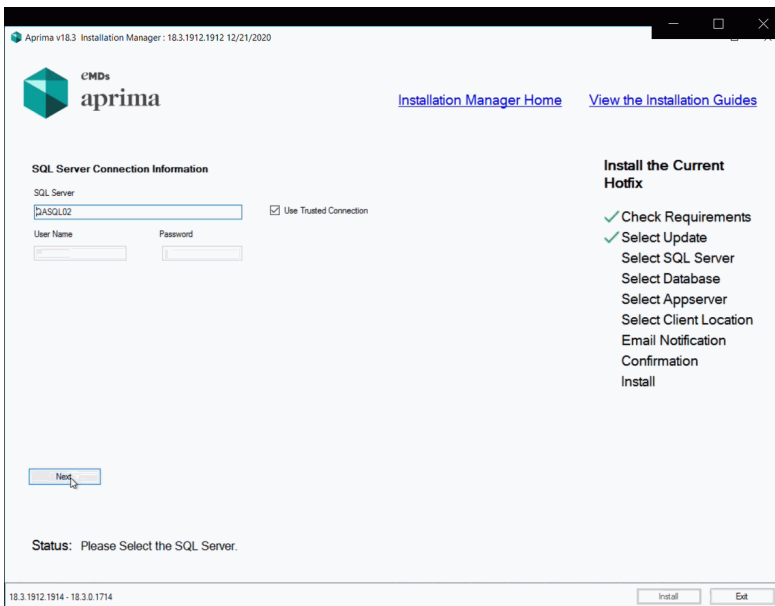 Aprima v18.3 Installation Manager : 18.3.1912.1912 12/21/2020
eMDs
aprima
Installation Manager Home
View the Installation Guides
SQL Server Connection Information
SQL Server
QASQL02
Use Trusted Connection
User Name
Password
Next
Install the Current
Hotfix
Check Requirements
Select Update
Select SQL Server
Select Database
Select Appserver
Select Client Location
Email Notification
Confirmation
Install
Status: Please Select the SQL Server.
18.3.1912.1914 - 18.3.0.1714
Install
Exit